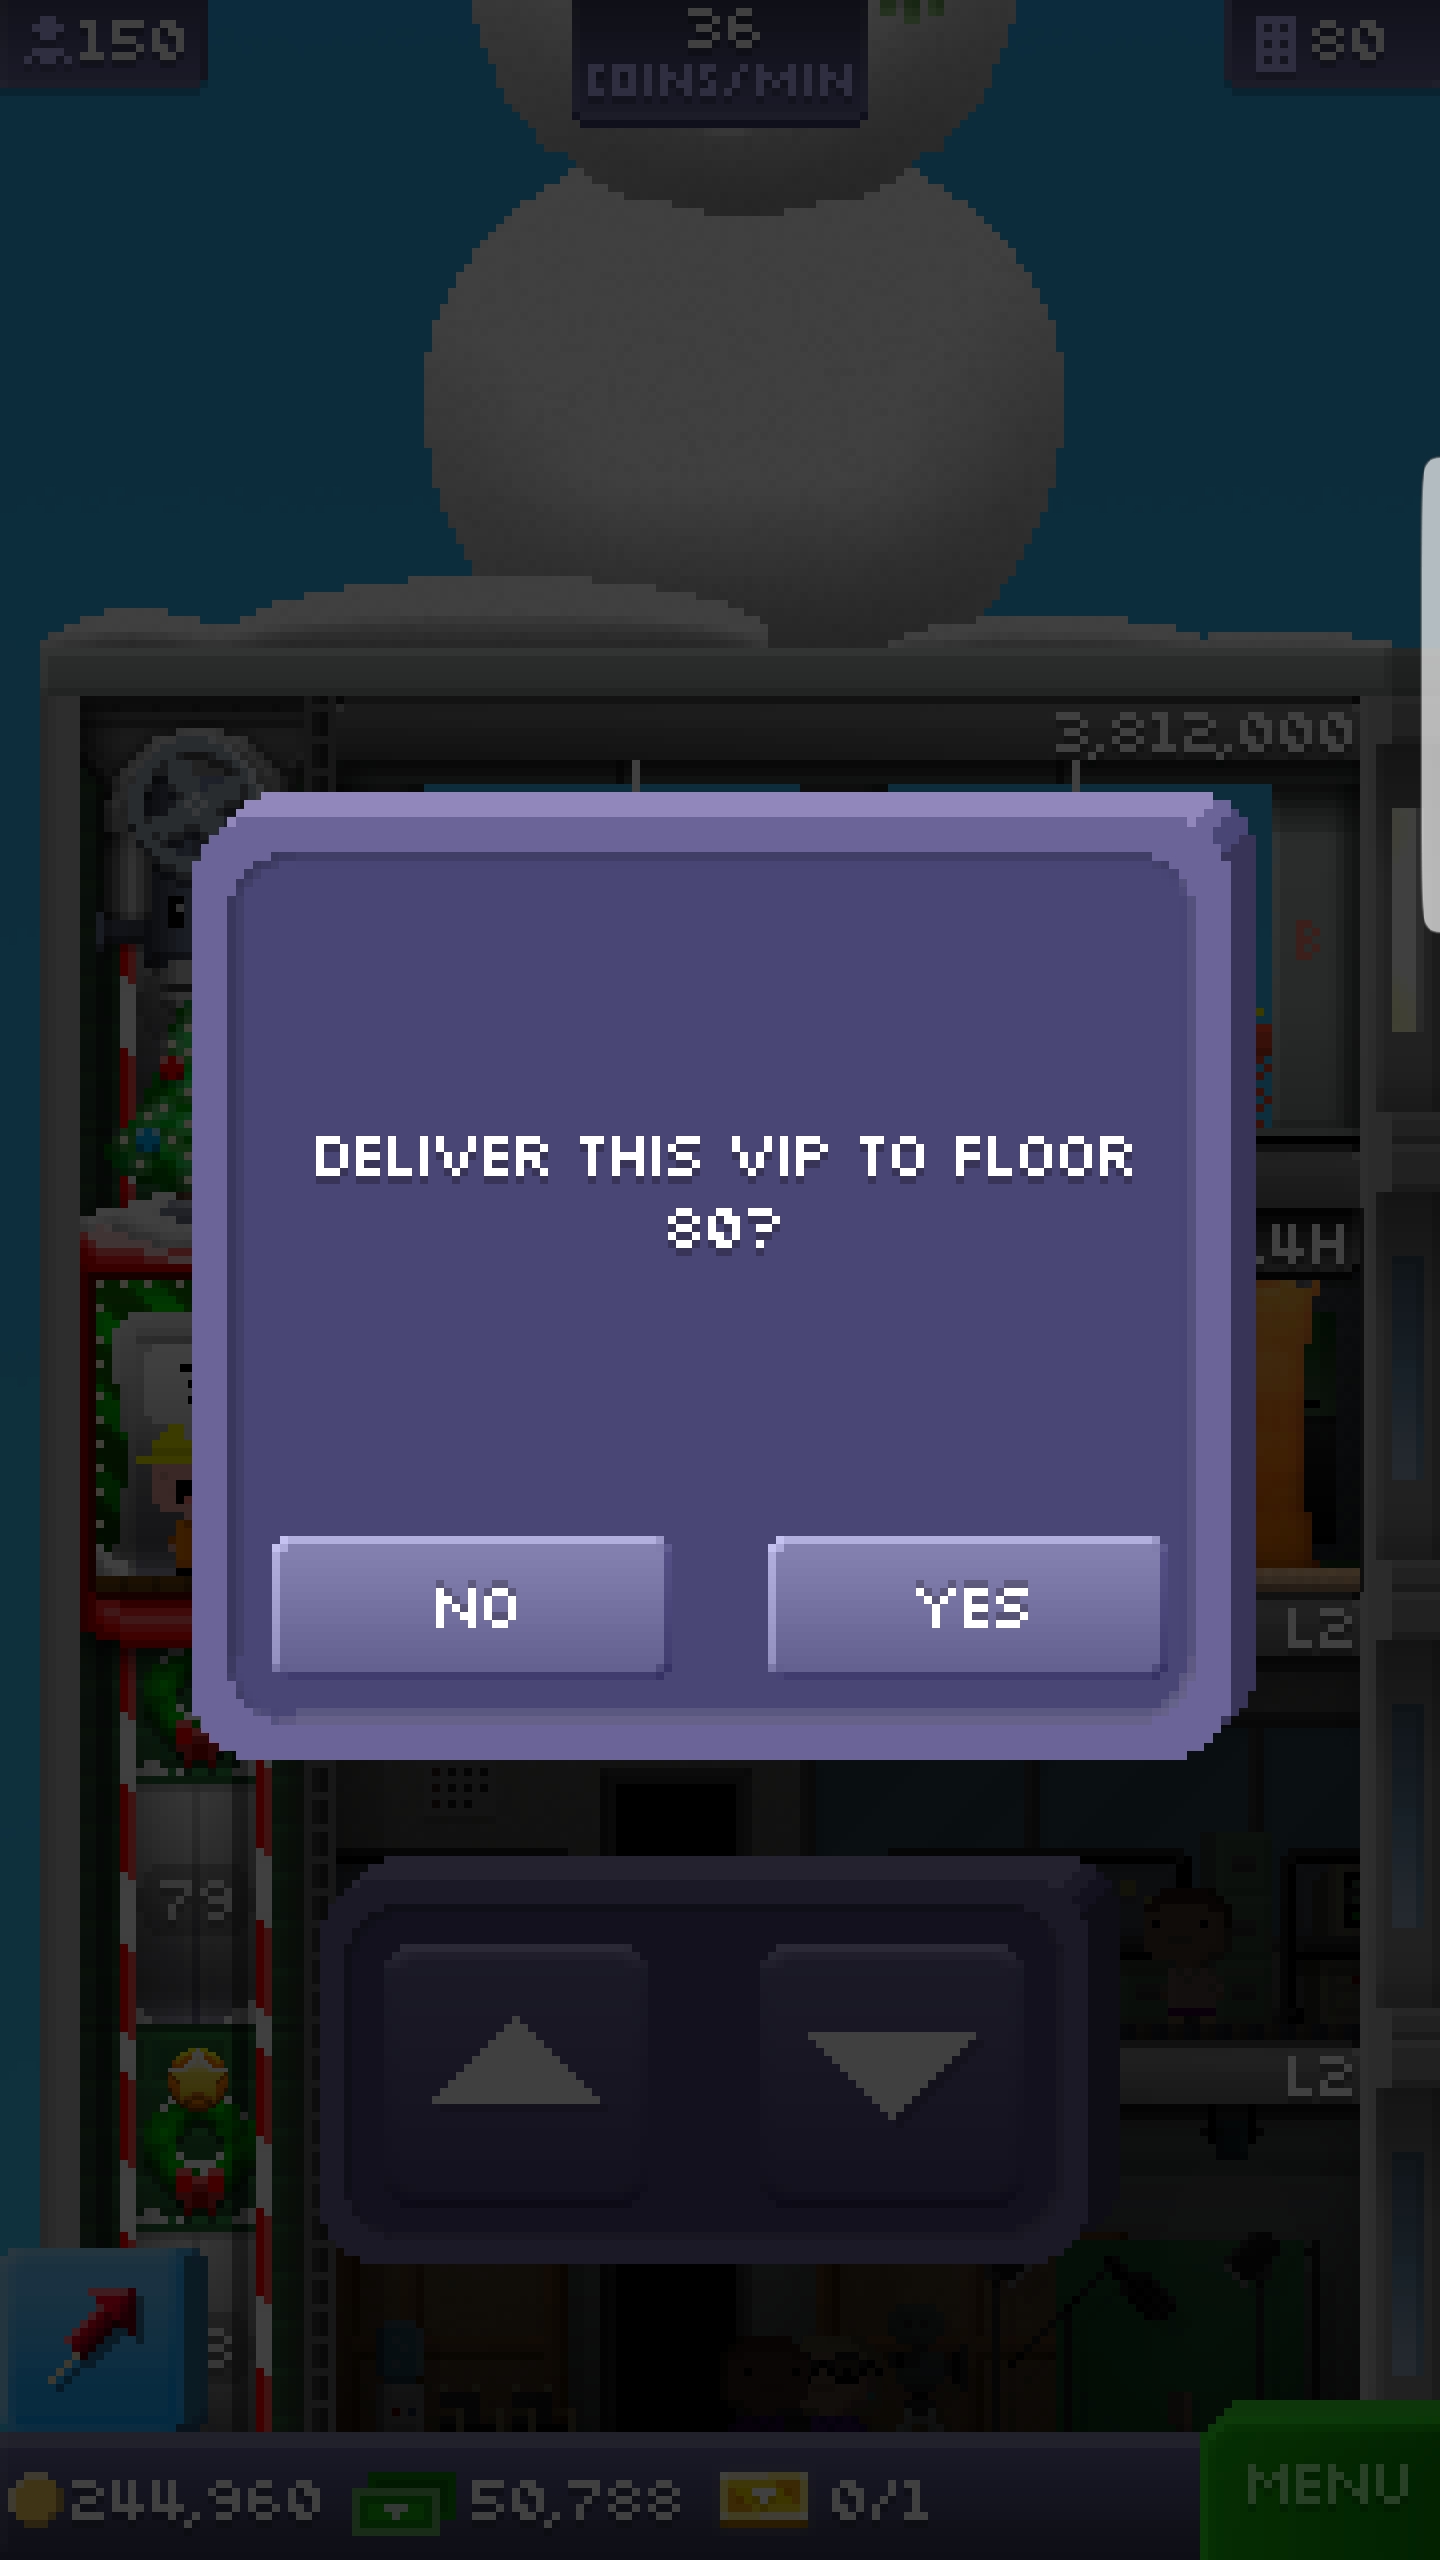 150
36
COINS/MIN
80
3,812,000
B
14H
DELIVER THIS VIP TO FLOOR
80?
NO
YES
L2
79
L2
244,960
50,788
0/1
MENU